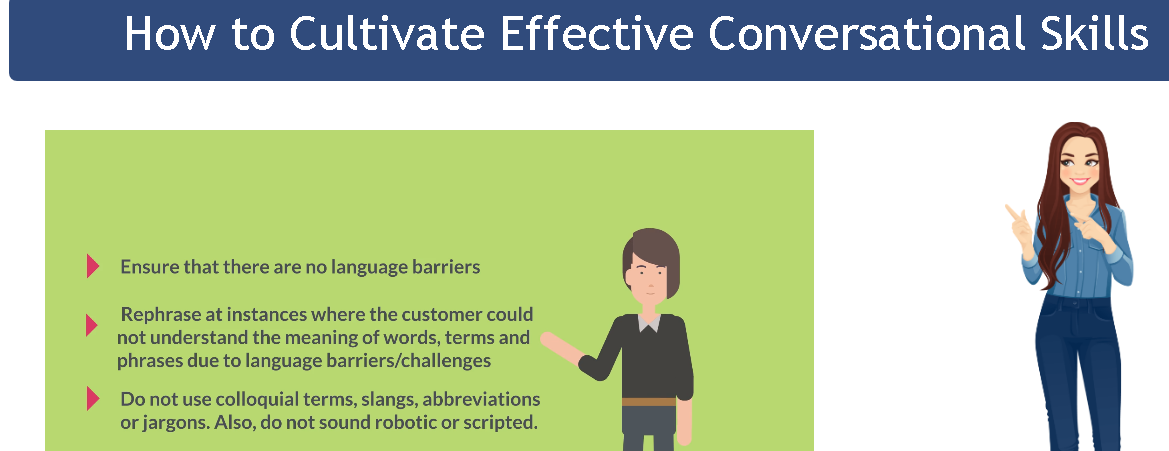 How to Cultivate Effective Conversational Skills
Ensure that there are no language barriers
Rephrase at instances where the customer could
not understand the meaning of words, terms and
phrases due to language barriers/challenges
Do not use colloquial terms, slangs, abbreviations
or jargons. Also, do not sound robotic or scripted.